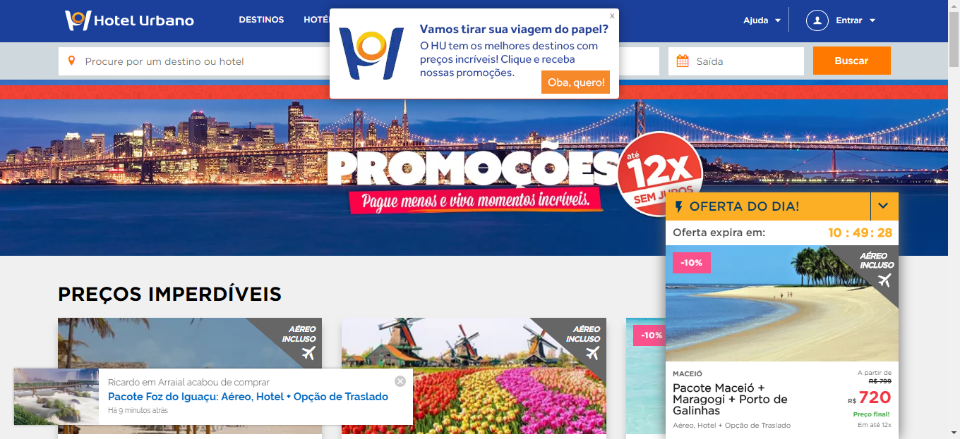 Hotel Urbano
DESTINOS
Ajuda
Entrar
x
Vamos tirar sua viagem do papel?
O HU tem os melhores destinos com
preços incríveis! Clique e receba
nossas promoções.
Oba, quero!
Procure por um destino ou hotel
Saída
Buscar
PROMOÇÕES
até
12x
SEM JUROS
Pague menos e viva momentos incríveis.
OFERTA DO DIA!
Oferta expira em:
10 : 49 : 28
-10%
AÉREO
INCLUSO
MACEIÓ
Pacote Maceió +
Maragogi + Porto de
Galinhas
Aéreo, Hotel + Opção de Traslado
A partir de
R$ 799
R$ 720
Preço final!
Em até 12x
PREÇOS IMPERDÍVEIS
AÉREO
INCLUSO
AÉREO
INCLUSO
-10%
Ricardo em Arraial acabou de comprar
Pacote Foz do Iguaçu: Aéreo, Hotel + Opção de Traslado
Há 9 minutos atrás